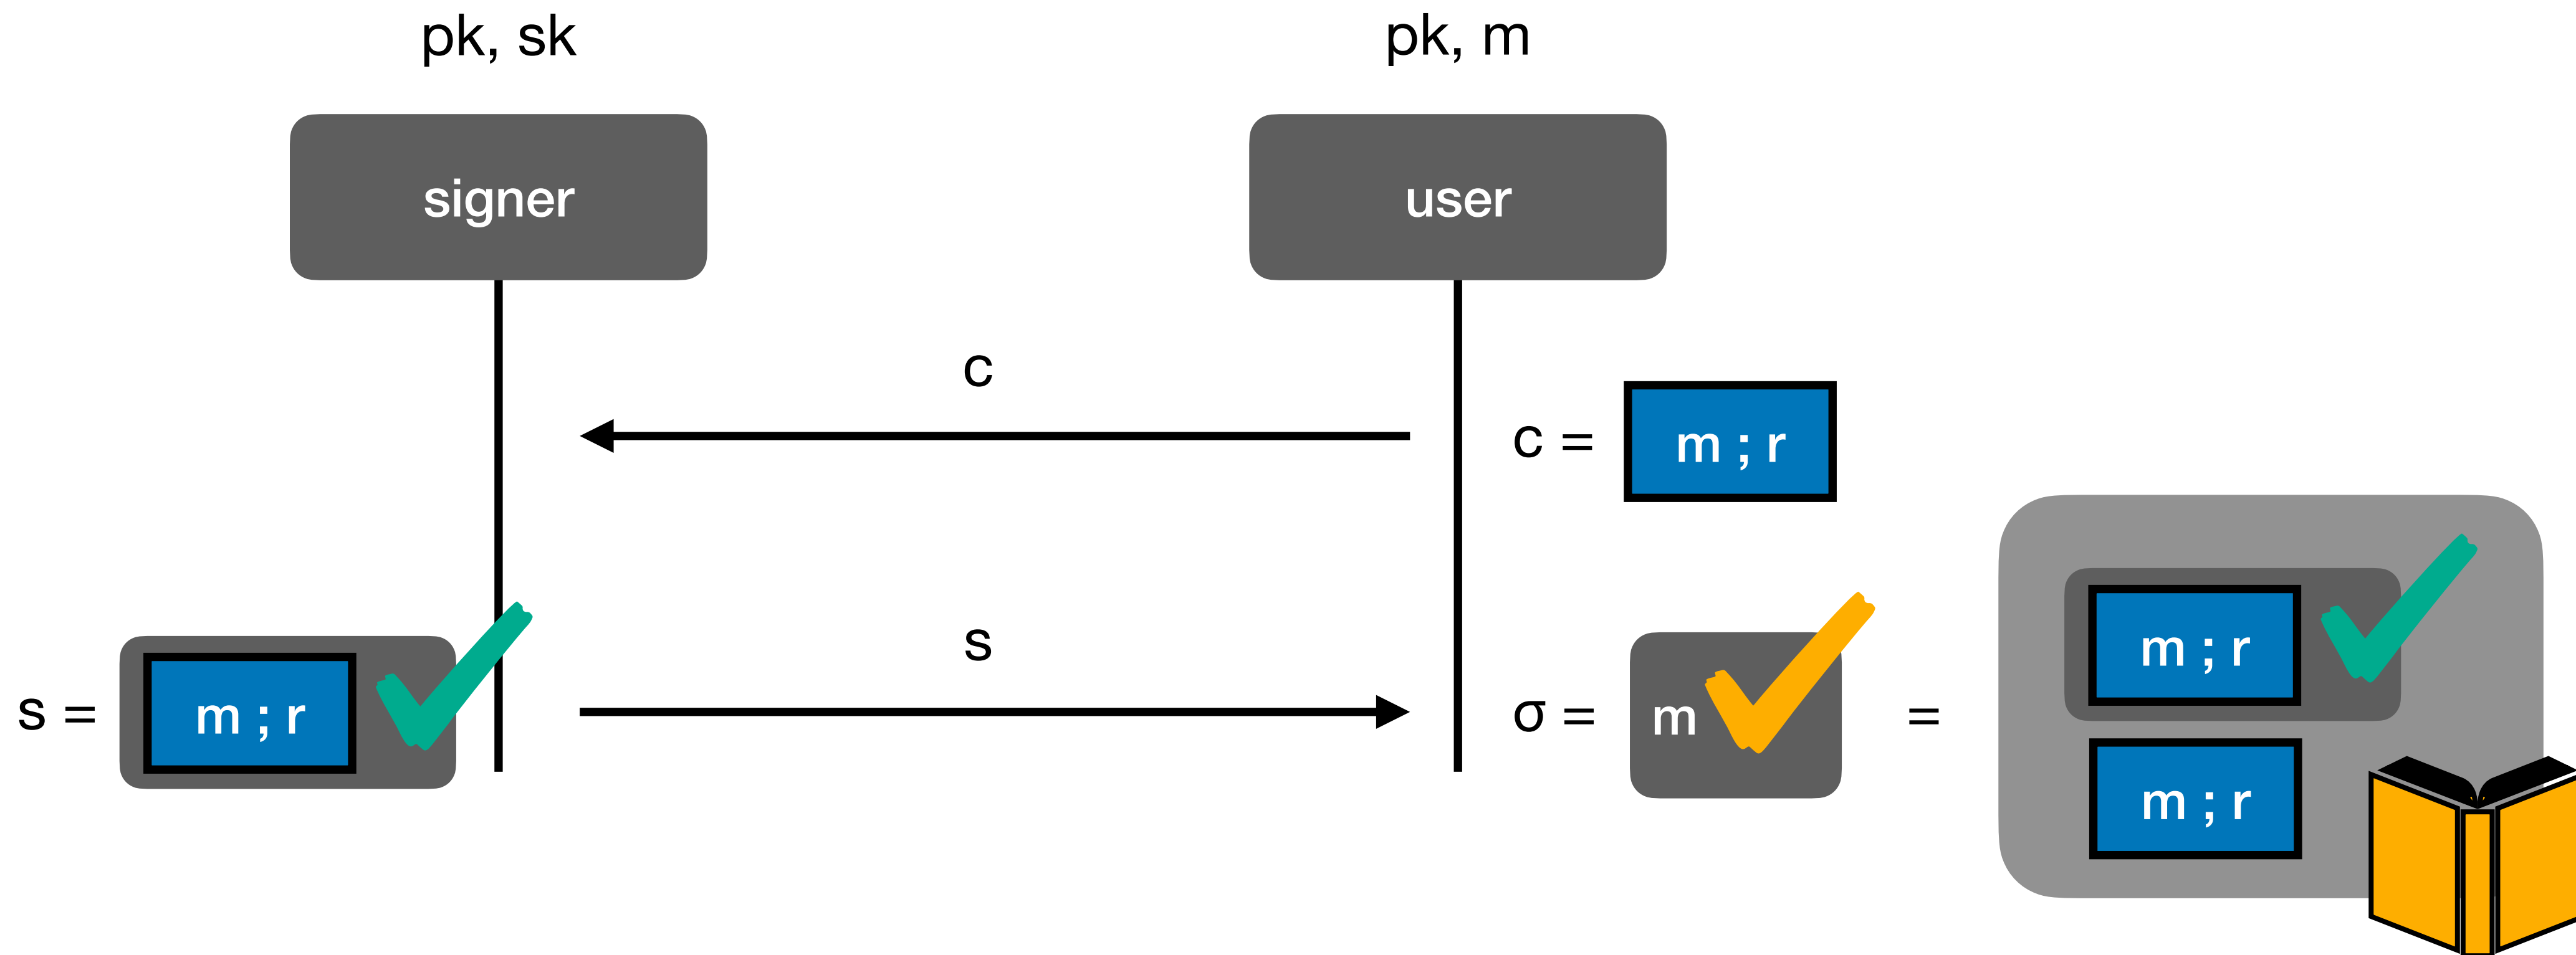 pk, sk
pk, m
signer
user
c
c =
m ; r
s
s =
m ; r
σ =
m
=
m ; r
m ; r